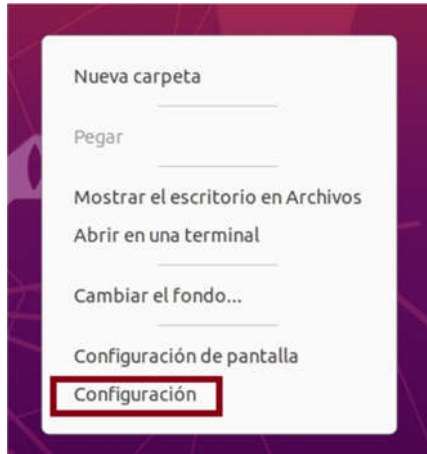 Nueva carpeta
Pegar
Mostrar el escritorio en Archivos
Abrir en una terminal
Cambiar el fondo...
Configuración de pantalla
Configuración